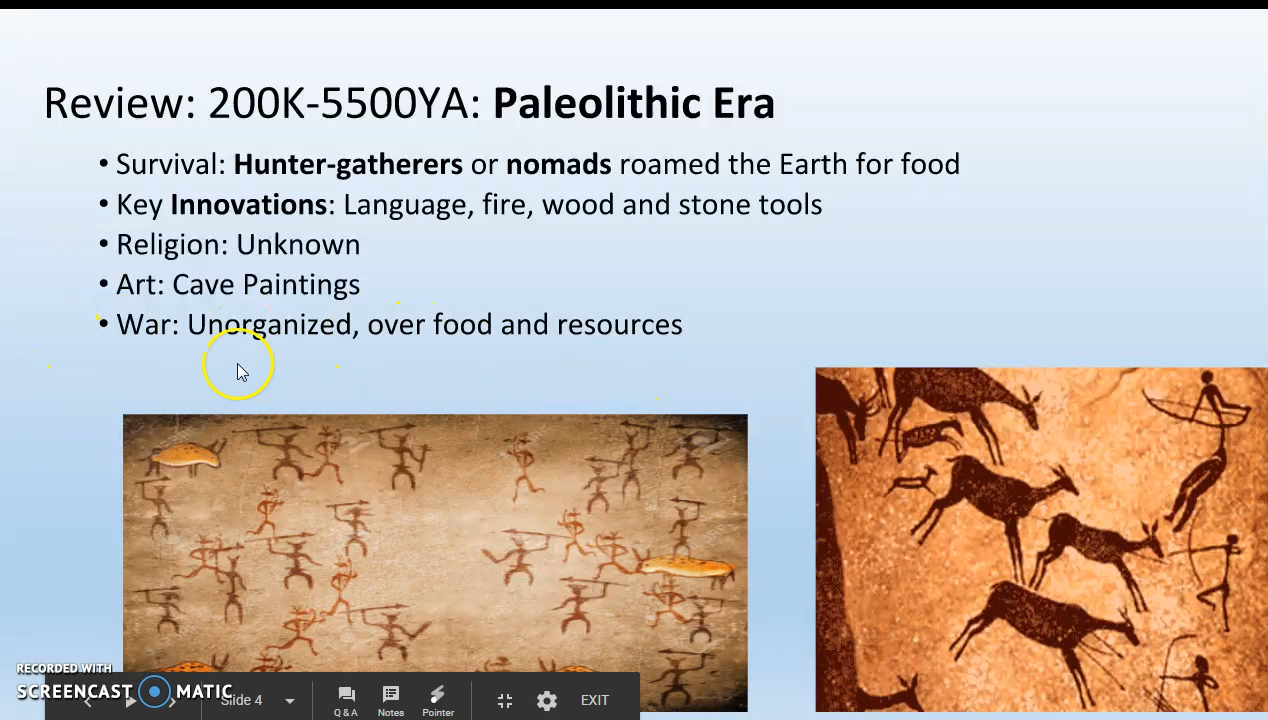 Review: 200K-5500YA: Paleolithic Era
• Survival: Hunter-gatherers or nomads roamed the Earth for food
• Key Innovations: Language, fire, wood and stone tools
• Religion: Unknown
• Art: Cave Paintings
• War: Unorganized, over food and resources
RECORDED WITH
SCREENCAST MATIC
Slide 4
Q & A
Notes
Pointer
EXIT